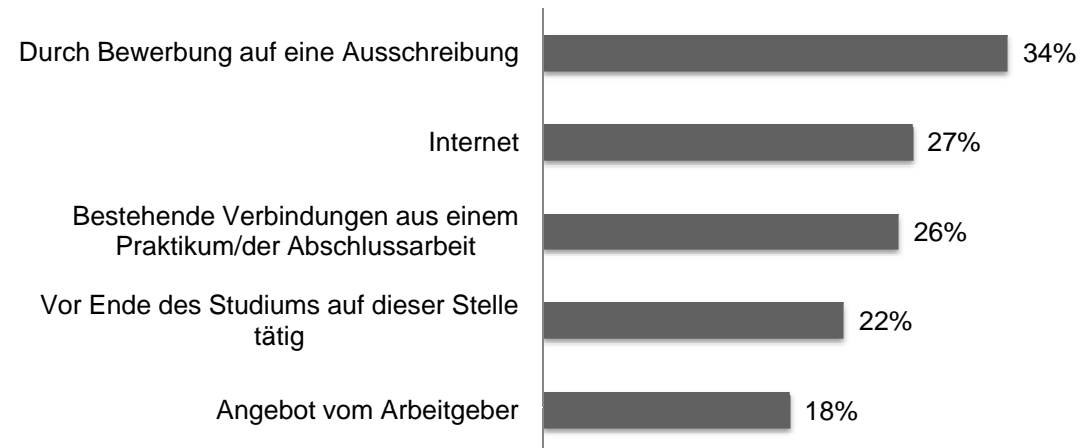 Durch Bewerbung auf eine Ausschreibung
34%
Internet
27%
Bestehende Verbindungen aus einem
Praktikum/der Abschlussarbeit
26%
Vor Ende des Studiums auf dieser Stelle
tätig
22%
Angebot vom Arbeitgeber
18%